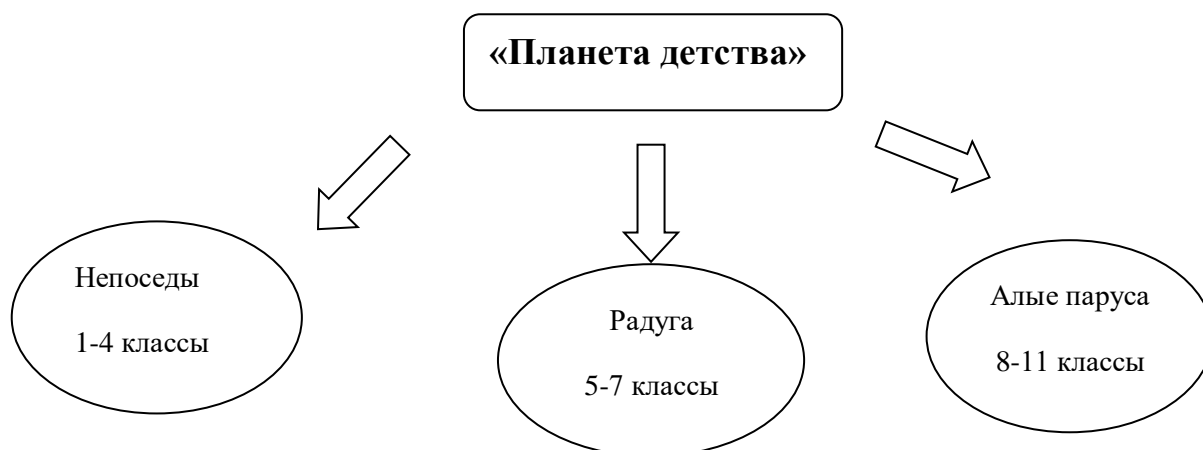 «Планета детства»
Непоседы
1-4 классы
Радуга
5-7 классы
Алые паруса
8-11 классы